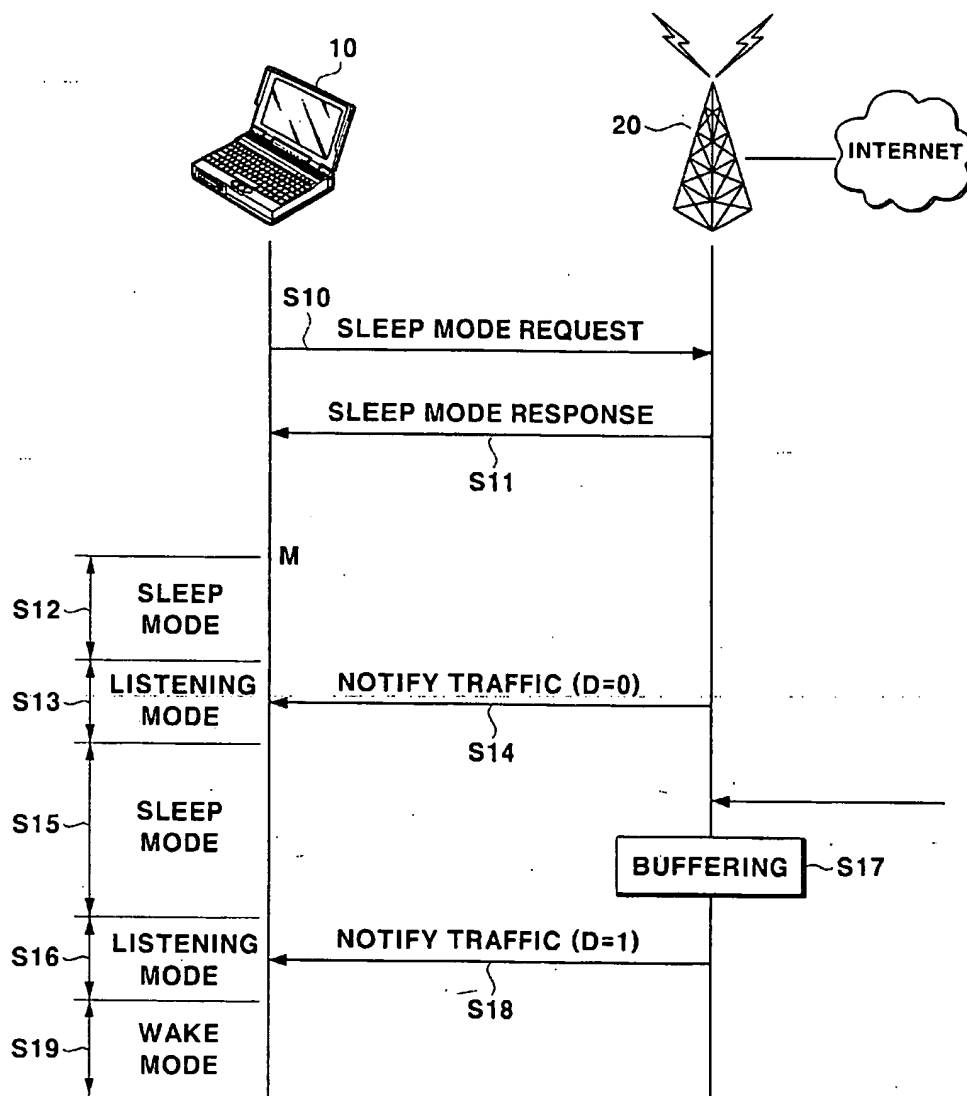 10
20
INTERNET
S10
SLEEP MODE REQUEST
SLEEP MODE RESPONSE
S11
M
S12
SLEEP
MODE
S13
LISTENING
MODE
NOTIFY TRAFFIC (D=0)
S14
S15
SLEEP
MODE
BUFFERING
S17
S16
LISTENING
MODE
NOTIFY TRAFFIC (D=1)
S18
S19
WAKE
MODE